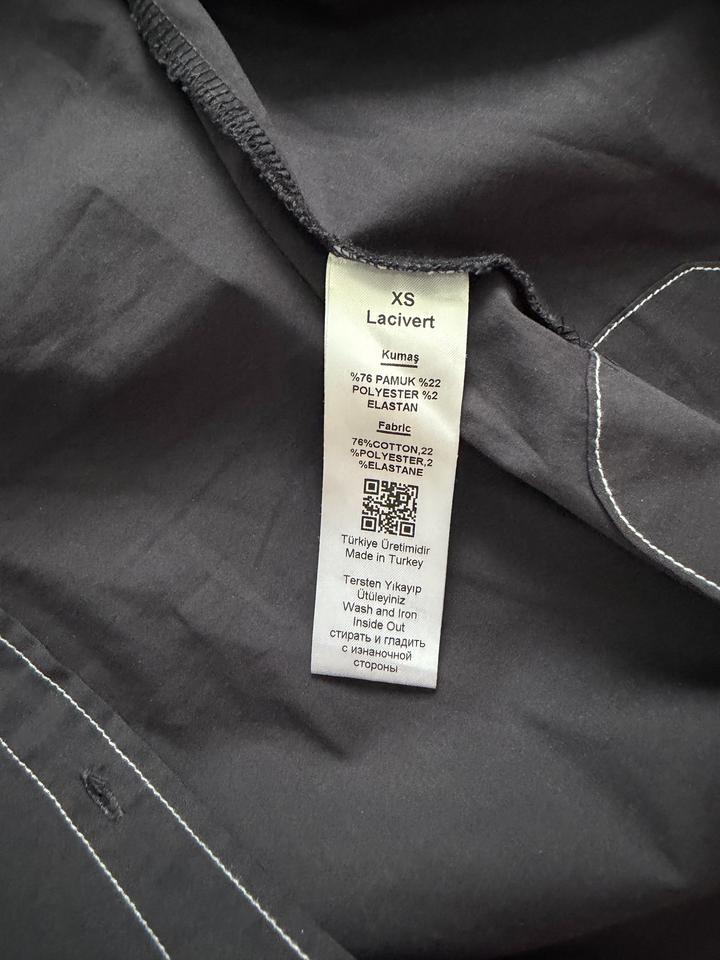 XS
Lacivert
Kumaş
%76 PAMUK %22
POLYESTER %2
ELASTAN
Fabric
76%COTTON,22
%POLYESTER,2
%ELASTANE
Türkiye Üretimidir
Made in Turkey
Tersten Yıkayıp
Ütüleyiniz
Wash and Iron
Inside Out
стирать и гладить
с изнаночной
стороны